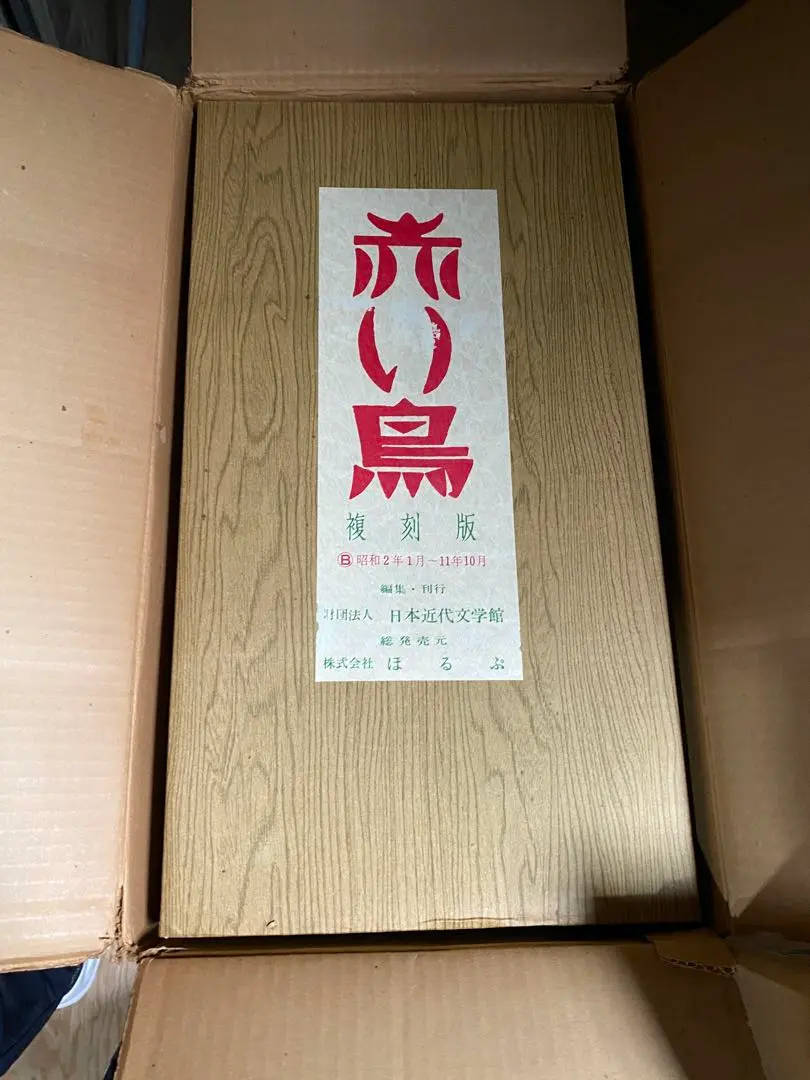 赤い鳥
複刻版
Ⓑ昭和2年1月〜11年10月
編集・刊行
財団法人 日本近代文学館
総発売元
株式会社 ほるぷ